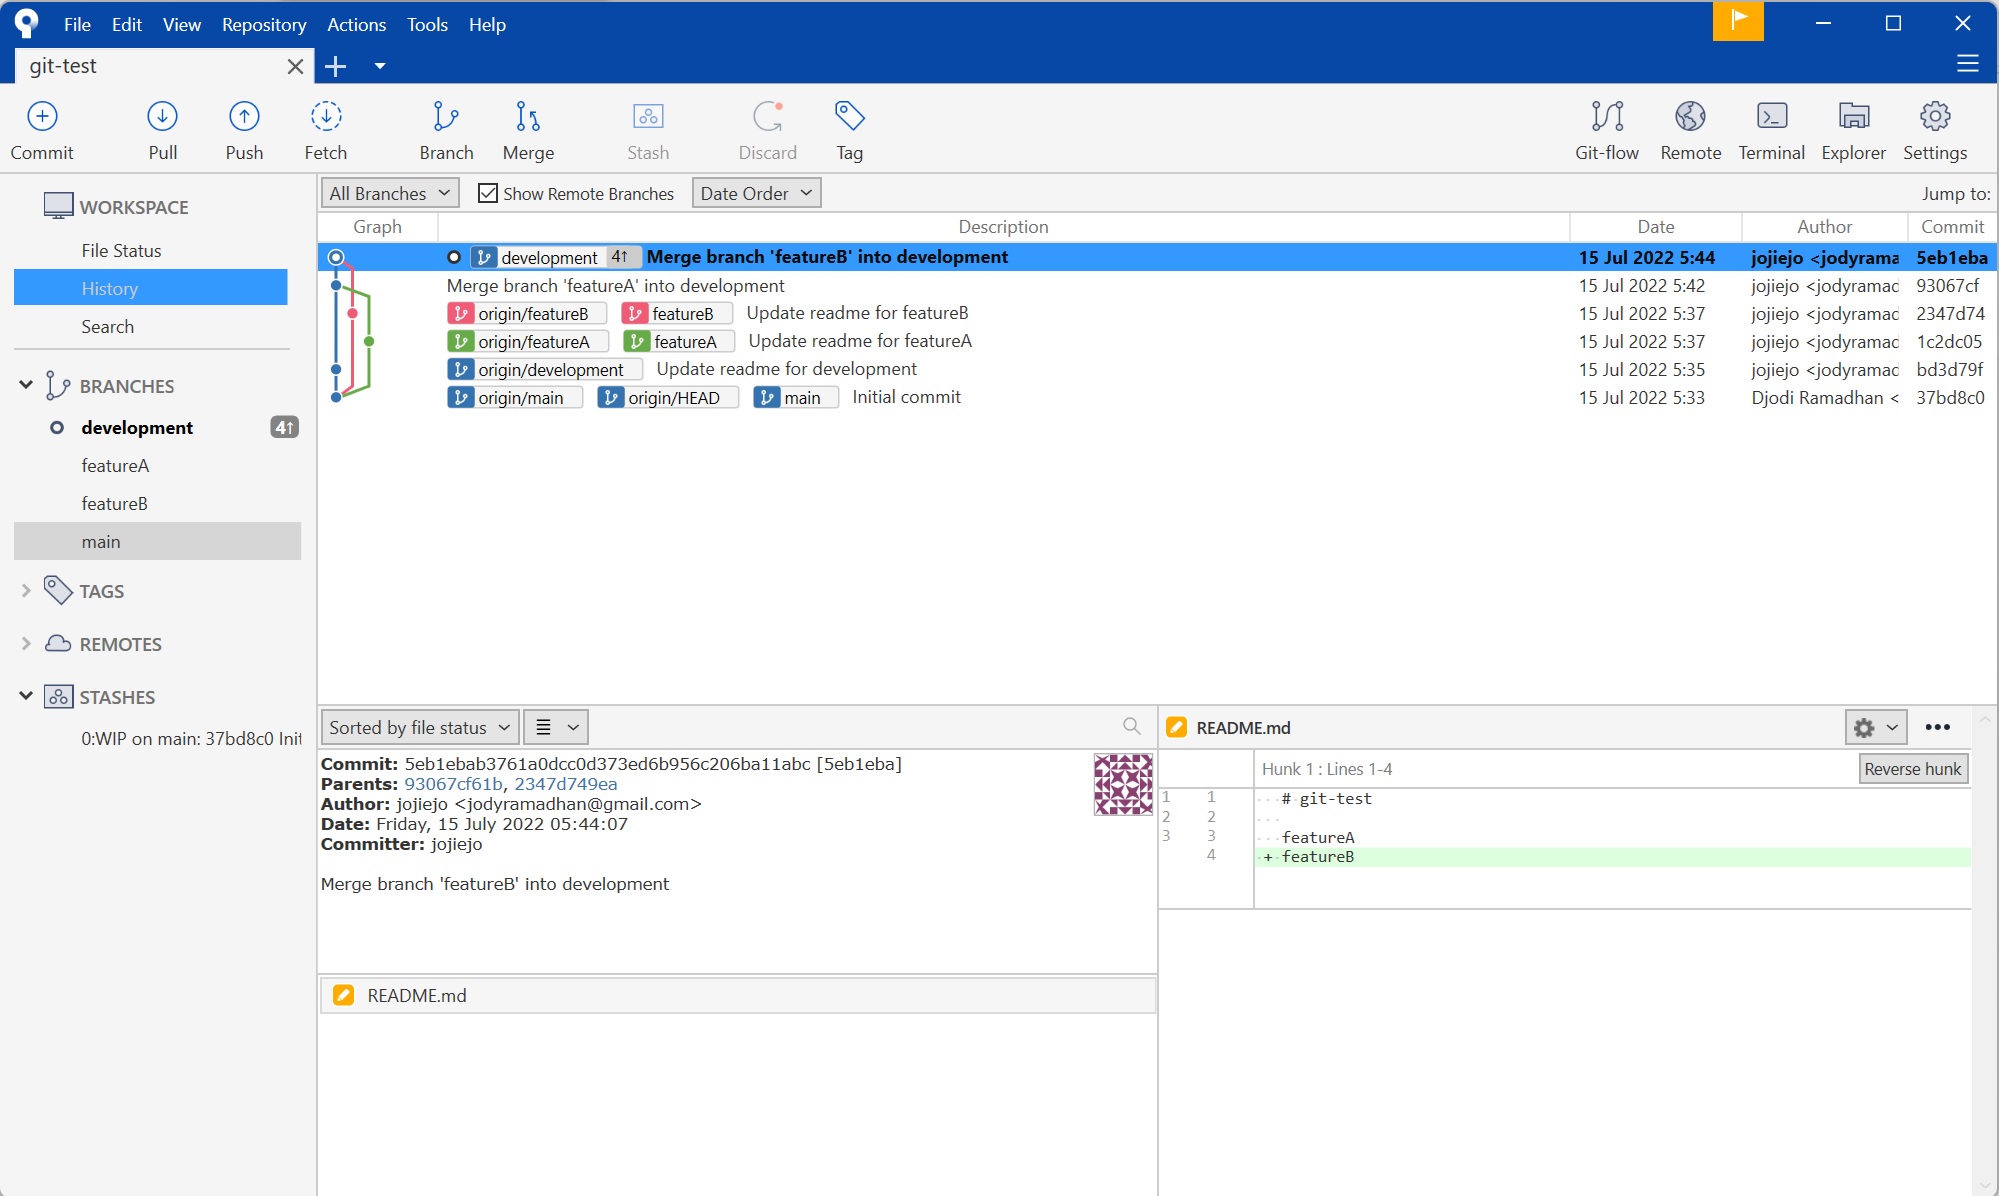 File Edit View Repository Actions Tools Help
git-test
Commit Pull Push Fetch Branch Merge Stash Discard Tag Git-flow Remote Terminal Explorer Settings
WORKSPACE
File Status
History
Search
BRANCHES
development 4↑
featureA
featureB
main
TAGS
REMOTES
STASHES
0:WIP on main: 37bd8c0 Init
All Branches Show Remote Branches Date Order Jump to:
Graph Description Date Author Commit
development 4↑ Merge branch 'featureB' into development 15 Jul 2022 5:44 jojiejo <jodyrama 5eb1eba
Merge branch 'featureA' into development 15 Jul 2022 5:42 jojiejo <jodyramad 93067cf
origin/featureB featureB Update readme for featureB 15 Jul 2022 5:37 jojiejo <jodyramad 2347d74
origin/featureA featureA Update readme for featureA 15 Jul 2022 5:37 jojiejo <jodyramad 1c2dc05
origin/development Update readme for development 15 Jul 2022 5:35 jojiejo <jodyramad bd3d79f
origin/main origin/HEAD main Initial commit 15 Jul 2022 5:33 Djodi Ramadhan < 37bd8c0
Sorted by file status
Commit: 5eb1ebab3761a0dcc0d373ed6b956c206ba11abc [5eb1eba]
Parents: 93067cf61b, 2347d749ea
Author: jojiejo <jodyramadhan@gmail.com>
Date: Friday, 15 July 2022 05:44:07
Committer: jojiejo
Merge branch 'featureB' into development
README.md
README.md
Hunk 1 : Lines 1-4 Reverse hunk
1 1 # git-test
2 2
3 3 featureA
4 + featureB